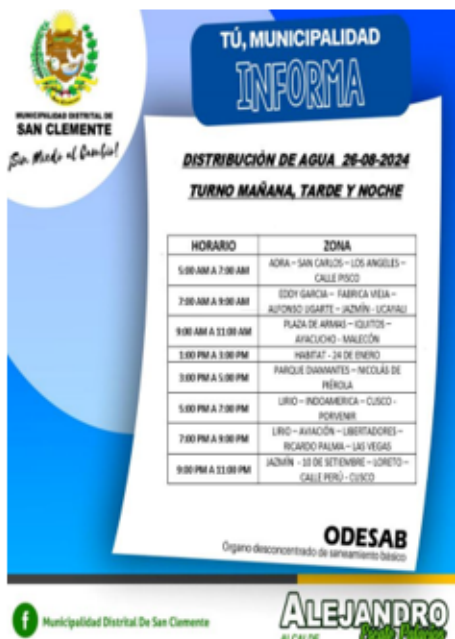 TÚ, MUNICIPALIDAD
INFORMA
MUNICIPALIDAD DISTRITAL DE
SAN CLEMENTE
¡Sin Miedo al Cambio!
DISTRIBUCIÓN DE AGUA 26-08-2024
TURNO MAÑANA, TARDE Y NOCHE
HORARIO ZONA
5:00 AM A 7:00 AM ADRA – SAN CARLOS – LOS ANGELES –
CALLE PISCO
7:00 AM A 9:00 AM EDDY GARCIA – FABRICA VIEJA –
ALFONSO UGARTE – JAZMÍN - UCAYALI
9:00 AM A 11:00 AM PLAZA DE ARMAS – IQUITOS –
AYACUCHO - MALECÓN
1:00 PM A 3:00 PM HABITAT - 24 DE ENERO
3:00 PM A 5:00 PM PARQUE DIAMANTES – NICOLÁS DE
PIÉROLA
5:00 PM A 7:00 PM LIRIO – INDOAMERICA – CUSCO -
PORVENIR
7:00 PM A 9:00 PM LIRIO – AVIACIÓN – LIBERTADORES –
RICARDO PALMA – LAS VEGAS
9:00 PM A 11:00 PM JAZMÍN - 10 DE SETIEMBRE – LORETO –
CALLE PERÚ - CUSCO
ODESAB
Órgano desconcentrado de saneamiento básico
Municipalidad Distrital De San Clemente
ALEJANDRO
ALCALDE